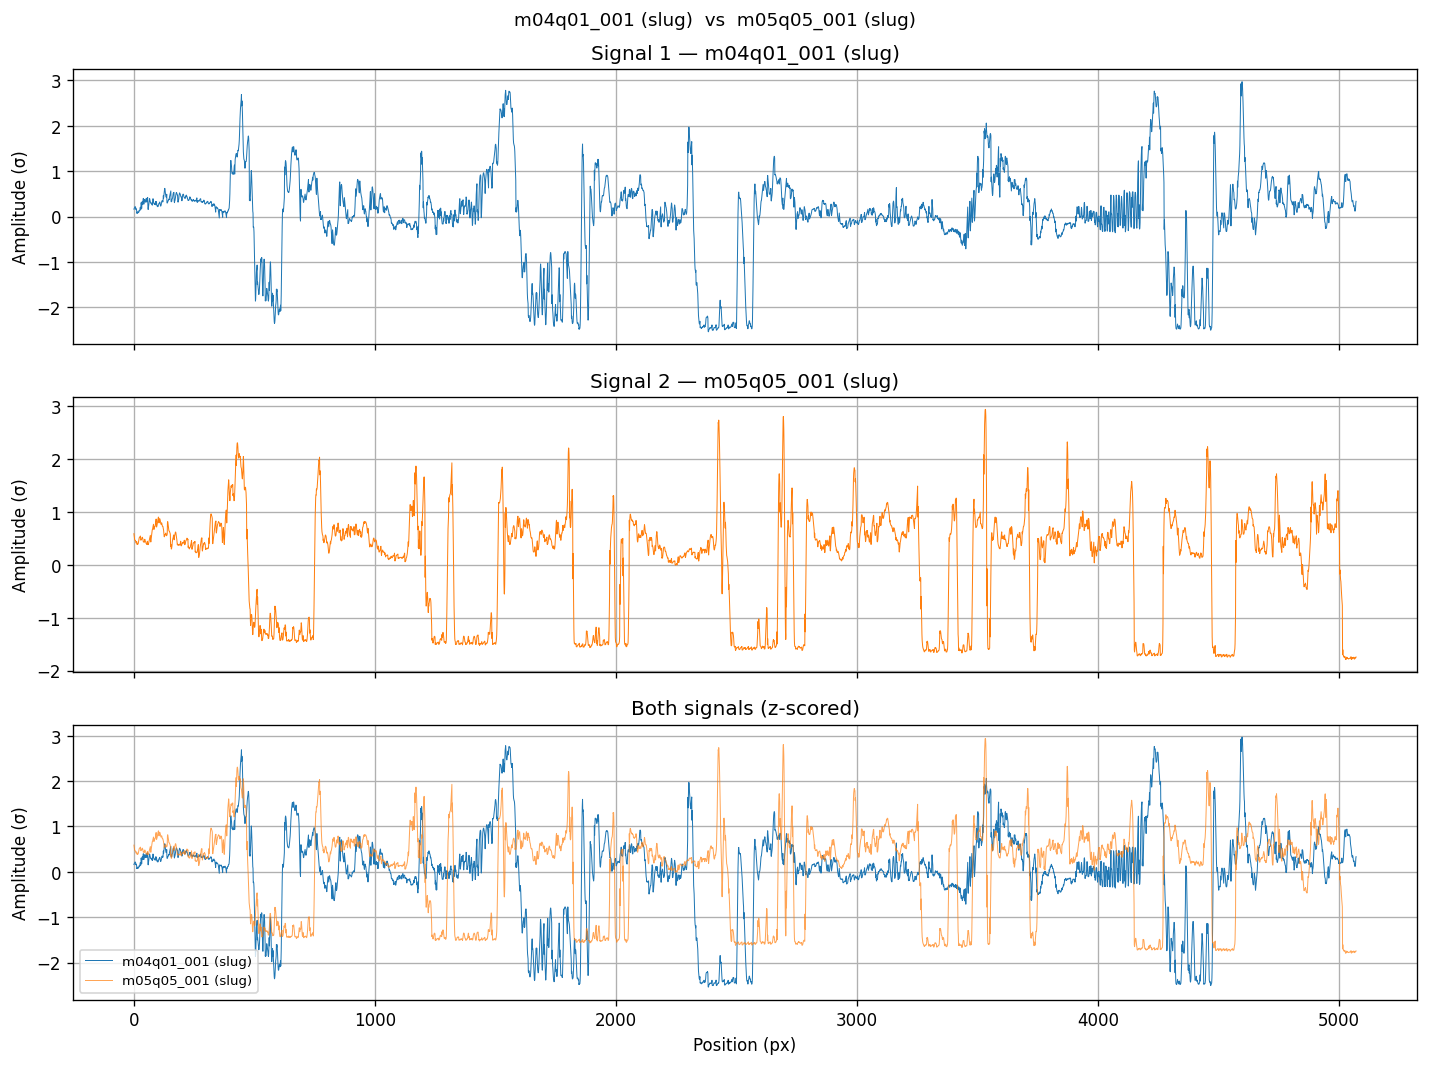 m04q01_001 (slug)  vs  m05q05_001 (slug)
Signal 1 — m04q01_001 (slug)
Amplitude (σ)
3
2
1
0
−1
−2
Signal 2 — m05q05_001 (slug)
Amplitude (σ)
3
2
1
0
−1
−2
Both signals (z-scored)
Amplitude (σ)
3
2
1
0
−1
−2
m04q01_001 (slug)
m05q05_001 (slug)
0 1000 2000 3000 4000 5000
Position (px)